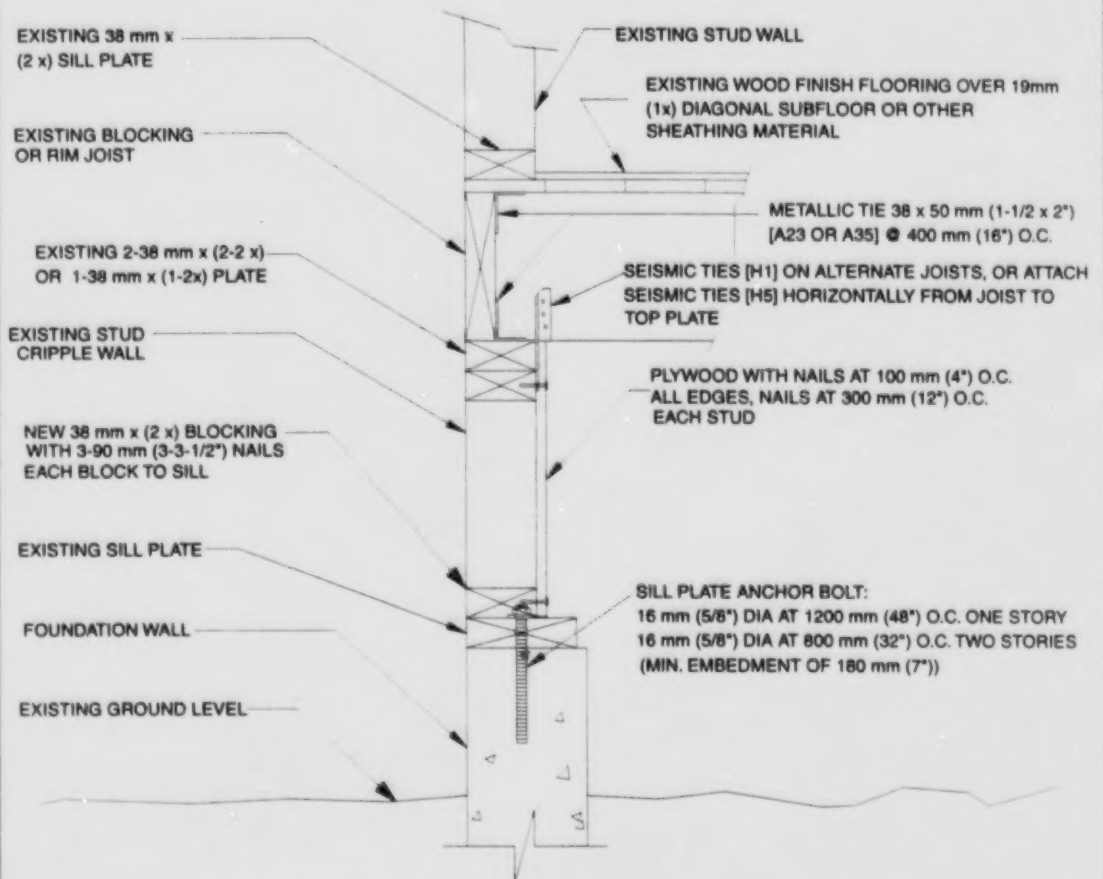 EXISTING 38 mm x
(2 x) SILL PLATE
EXISTING STUD WALL
EXISTING WOOD FINISH FLOORING OVER 19mm
(1x) DIAGONAL SUBFLOOR OR OTHER
SHEATHING MATERIAL
EXISTING BLOCKING
OR RIM JOIST
METALLIC TIE 38 x 50 mm (1-1/2 x 2")
[A23 OR A35] @ 400 mm (16") O.C.
EXISTING 2-38 mm x (2-2 x)
OR 1-38 mm x (1-2x) PLATE
SEISMIC TIES [H1] ON ALTERNATE JOISTS, OR ATTACH
SEISMIC TIES [H5] HORIZONTALLY FROM JOIST TO
TOP PLATE
EXISTING STUD
CRIPPLE WALL
PLYWOOD WITH NAILS AT 100 mm (4") O.C.
ALL EDGES, NAILS AT 300 mm (12") O.C.
EACH STUD
NEW 38 mm x (2 x) BLOCKING
WITH 3-90 mm (3-3-1/2") NAILS
EACH BLOCK TO SILL
EXISTING SILL PLATE
SILL PLATE ANCHOR BOLT:
16 mm (5/8") DIA AT 1200 mm (48") O.C. ONE STORY
16 mm (5/8") DIA AT 800 mm (32") O.C. TWO STORIES
(MIN. EMBEDMENT OF 180 mm (7"))
FOUNDATION WALL
EXISTING GROUND LEVEL